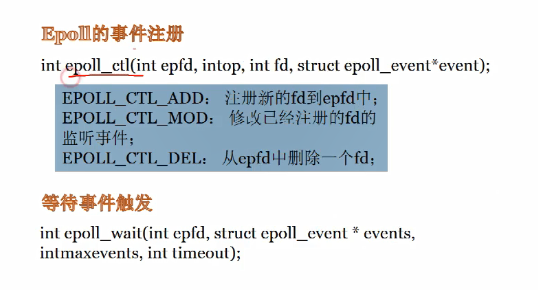 Epoll的事件注册
int epoll_ctl(int epfd, intop, int fd, struct epoll_event*event);
EPOLL_CTL_ADD： 注册新的fd到epfd中；
EPOLL_CTL_MOD： 修改已经注册的fd的
监听事件；
EPOLL_CTL_DEL： 从epfd中删除一个fd；
等待事件触发
int epoll_wait(int epfd, struct epoll_event * events,
intmaxevents, int timeout);